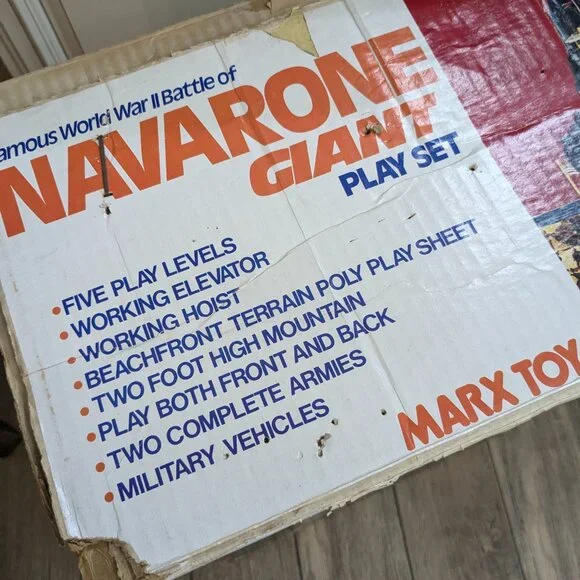 amous World War II Battle of
NAVARONE
GIANT
PLAY SET
• FIVE PLAY LEVELS
• WORKING ELEVATOR
• WORKING HOIST
• BEACHFRONT TERRAIN POLY PLAY SHEET
• TWO FOOT HIGH MOUNTAIN
• PLAY BOTH FRONT AND BACK
• TWO COMPLETE ARMIES
• MILITARY VEHICLES
MARX TOY